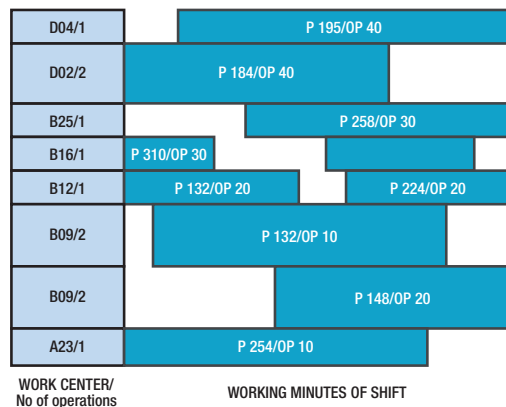 D04/1 P 195/OP 40
D02/2 P 184/OP 40
B25/1 P 258/OP 30
B16/1 P 310/OP 30
B12/1 P 132/OP 20 P 224/OP 20
B09/2 P 132/OP 10
B09/2 P 148/OP 20
A23/1 P 254/OP 10
WORK CENTER/
No of operations
WORKING MINUTES OF SHIFT